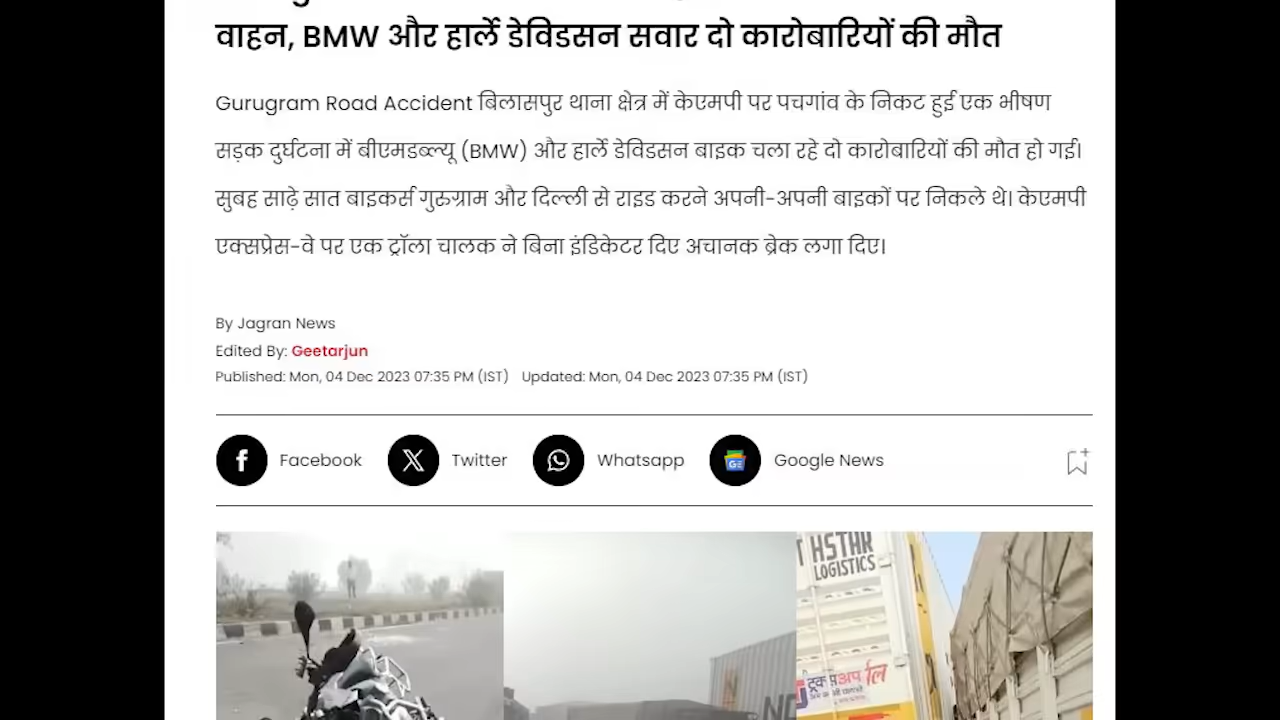 वाहन, BMW और हार्ले डेविडसन सवार दो कारोबारियों की मौत
Gurugram Road Accident बिलासपुर थाना क्षेत्र में केएमपी पर पचगांव के निकट हुई एक भीषण
सड़क दुर्घटना में बीएमडब्ल्यू (BMW) और हार्ले डेविडसन बाइक चला रहे दो कारोबारियों की मौत हो गई।
सुबह साढ़े सात बाइकर्स गुरुग्राम और दिल्ली से राइड करने अपनी-अपनी बाइकों पर निकले थे। केएमपी
एक्सप्रेस-वे पर एक ट्रॉला चालक ने बिना इंडिकेटर दिए अचानक ब्रेक लगा दिए।
By Jagran News
Edited By: Geetarjun
Published: Mon, 04 Dec 2023 07:35 PM (IST) Updated: Mon, 04 Dec 2023 07:35 PM (IST)
Facebook
Twitter
Whatsapp
Google News
LOGISTICS